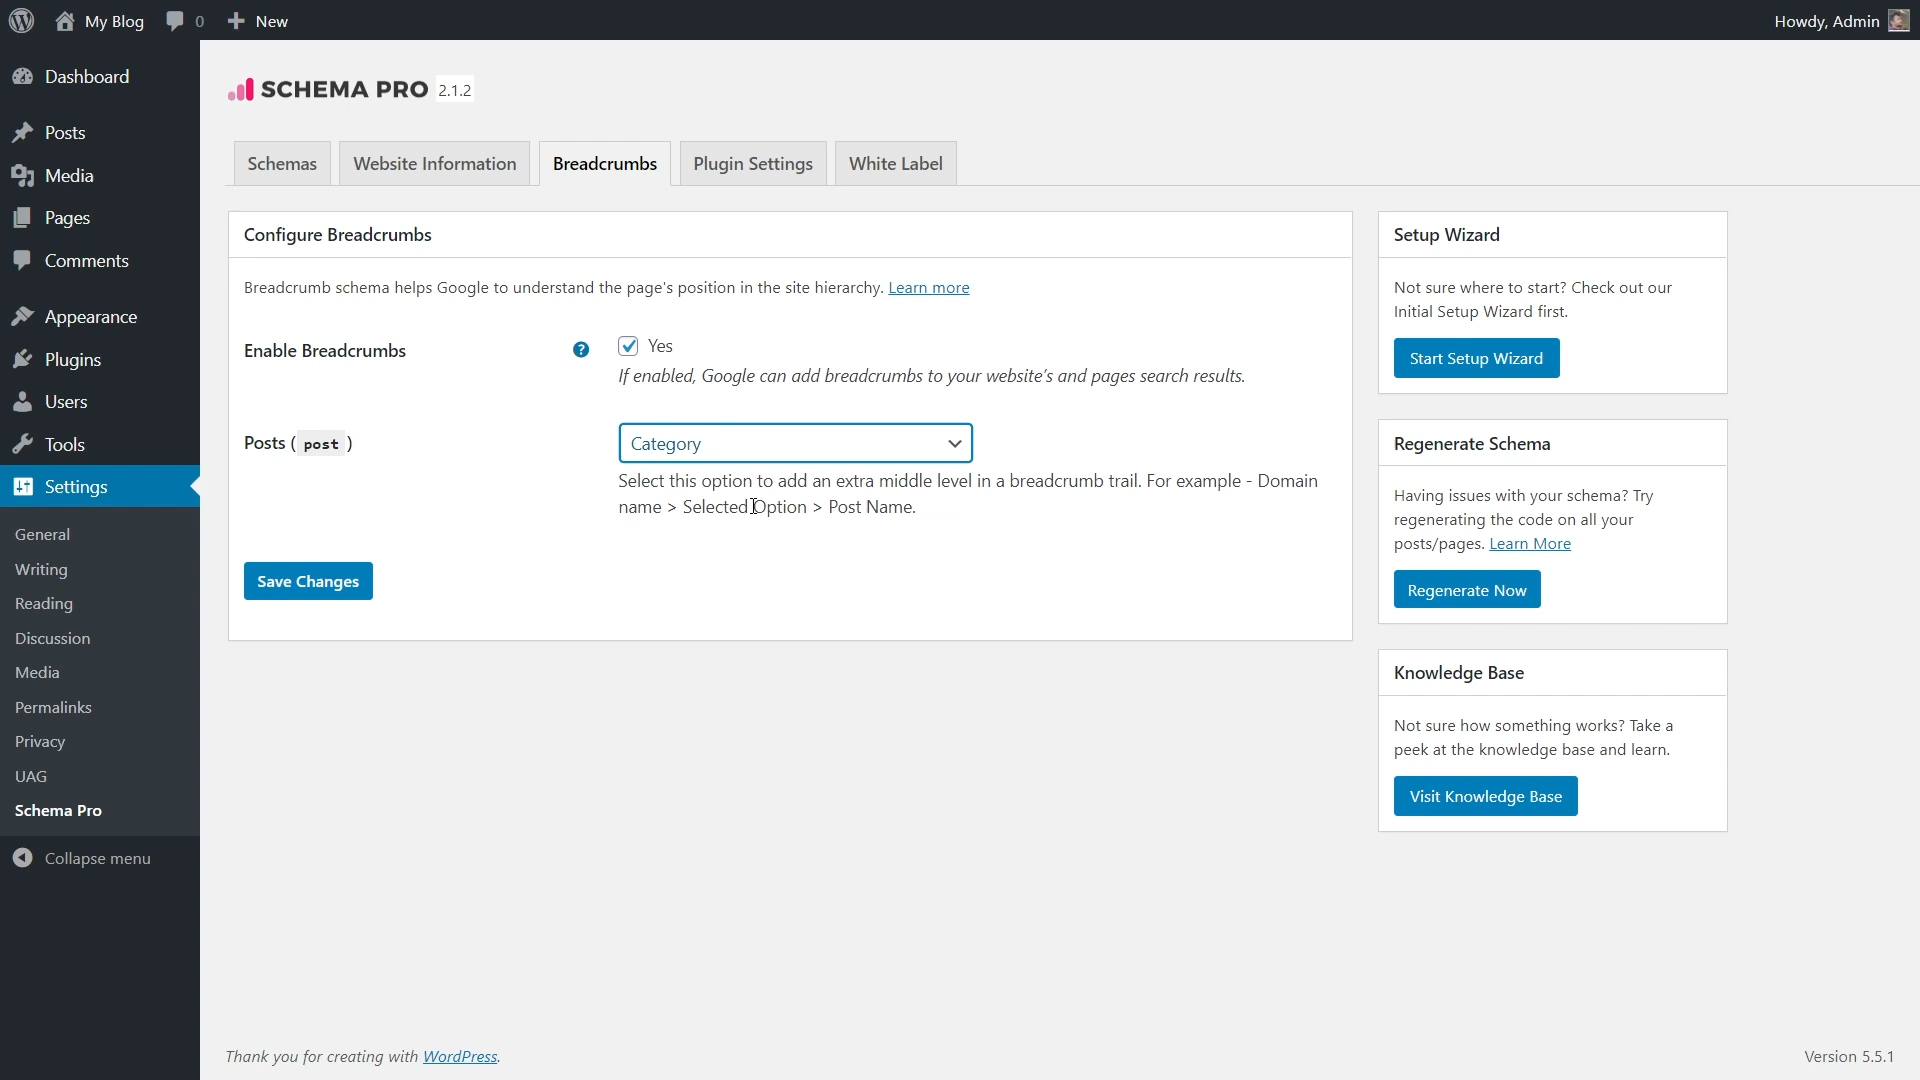 My Blog
0
New
Howdy, Admin
Dashboard
Posts
Media
Pages
Comments
Appearance
Plugins
Users
Tools
Settings
General
Writing
Reading
Discussion
Media
Permalinks
Privacy
UAG
Schema Pro
Collapse menu
SCHEMA PRO 2.1.2
Schemas
Website Information
Breadcrumbs
Plugin Settings
White Label
Configure Breadcrumbs
Breadcrumb schema helps Google to understand the page's position in the site hierarchy. Learn more
Enable Breadcrumbs
?
Yes
If enabled, Google can add breadcrumbs to your website's and pages search results.
Posts ( post )
Category
Select this option to add an extra middle level in a breadcrumb trail. For example - Domain
name > Selected Option > Post Name.
Save Changes
Setup Wizard
Not sure where to start? Check out our
Initial Setup Wizard first.
Start Setup Wizard
Regenerate Schema
Having issues with your schema? Try
regenerating the code on all your
posts/pages. Learn More
Regenerate Now
Knowledge Base
Not sure how something works? Take a
peek at the knowledge base and learn.
Visit Knowledge Base
Thank you for creating with WordPress.
Version 5.5.1